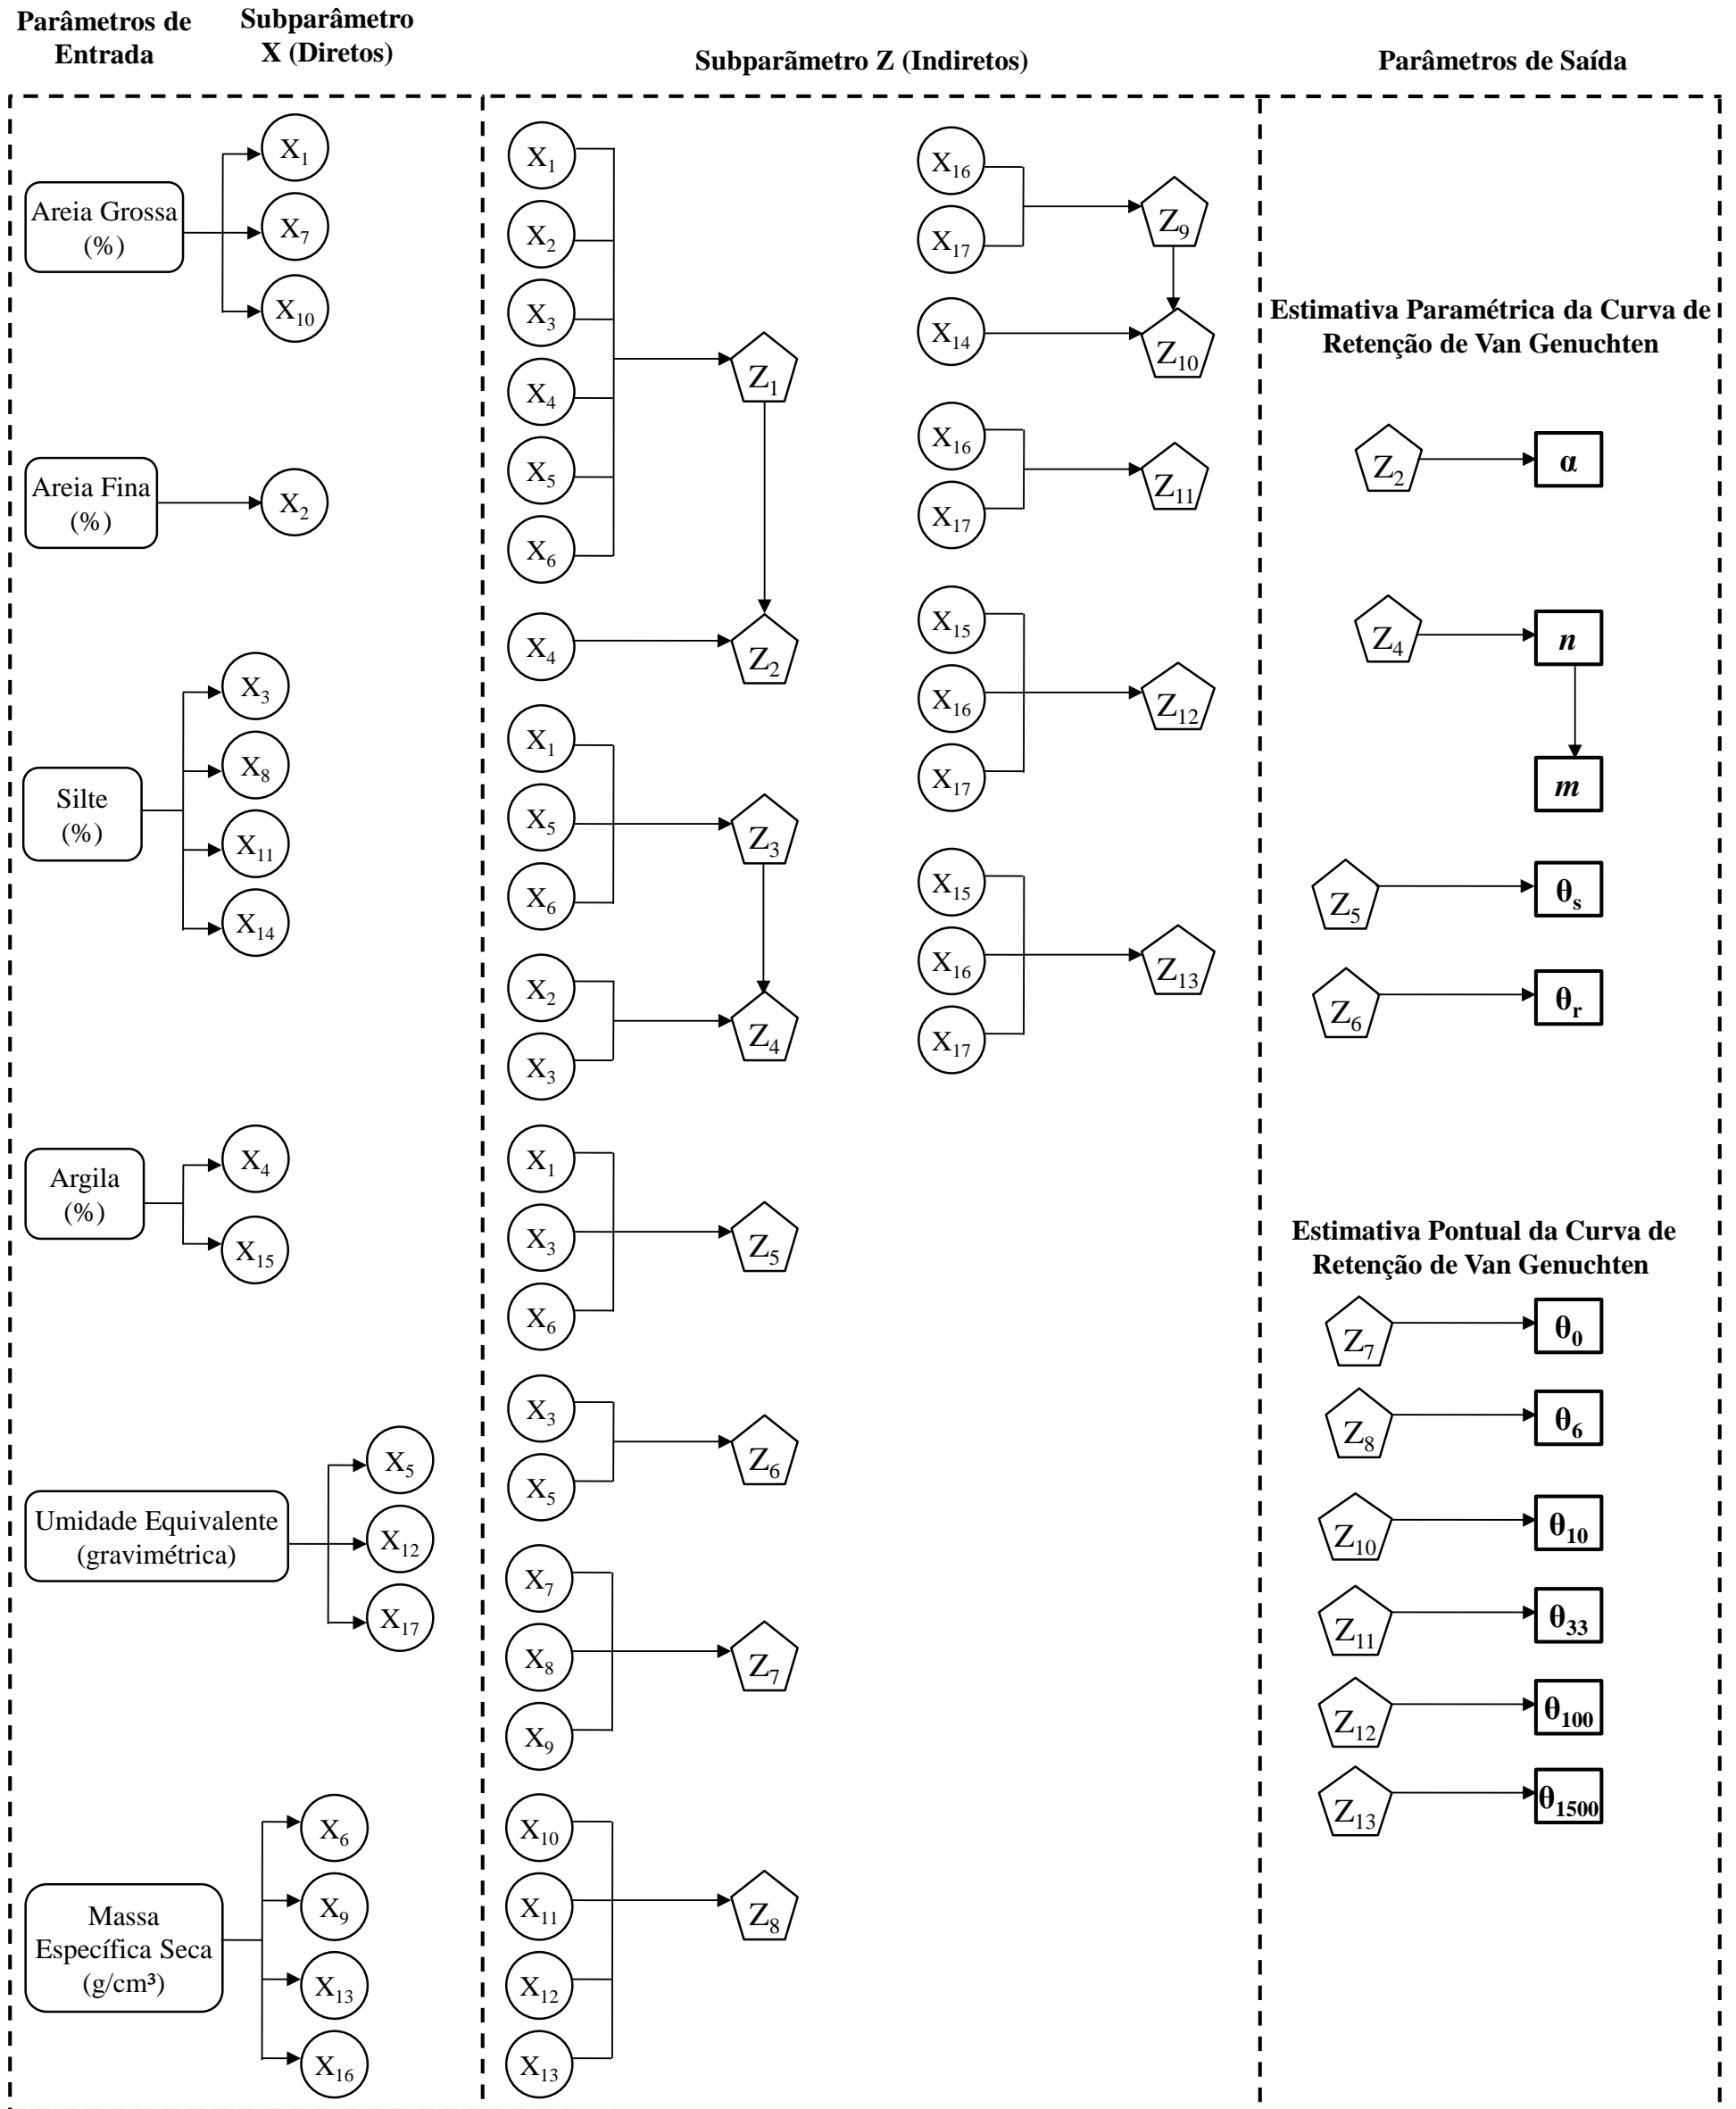 Parâmetros de
Entrada
Subparâmetro
X (Diretos)
Subparãmetro Z (Indiretos)
Parâmetros de Saída
Areia Grossa
(%)
X1
X7
X10
Areia Fina
(%)
X2
Silte
(%)
X3
X8
X11
X14
Argila
(%)
X4
X15
Umidade Equivalente
(gravimétrica)
X5
X12
X17
Massa
Específica Seca
(g/cm³)
X6
X9
X13
X16
X1
X2
X3
X4
X5
X6
Z1
X4
Z2
X1
X5
X6
Z3
X2
X3
Z4
X1
X3
X6
Z5
X3
X5
Z6
X7
X8
X9
Z7
X10
X11
X12
X13
Z8
X16
X17
Z9
X14
Z10
X16
X17
Z11
X15
X16
X17
Z12
X15
X16
X17
Z13
Estimativa Paramétrica da Curva de
Retenção de Van Genuchten
Z2
α
Z4
n
m
Z5
θs
Z6
θr
Estimativa Pontual da Curva de
Retenção de Van Genuchten
Z7
θ0
Z8
θ6
Z10
θ10
Z11
θ33
Z12
θ100
Z13
θ1500